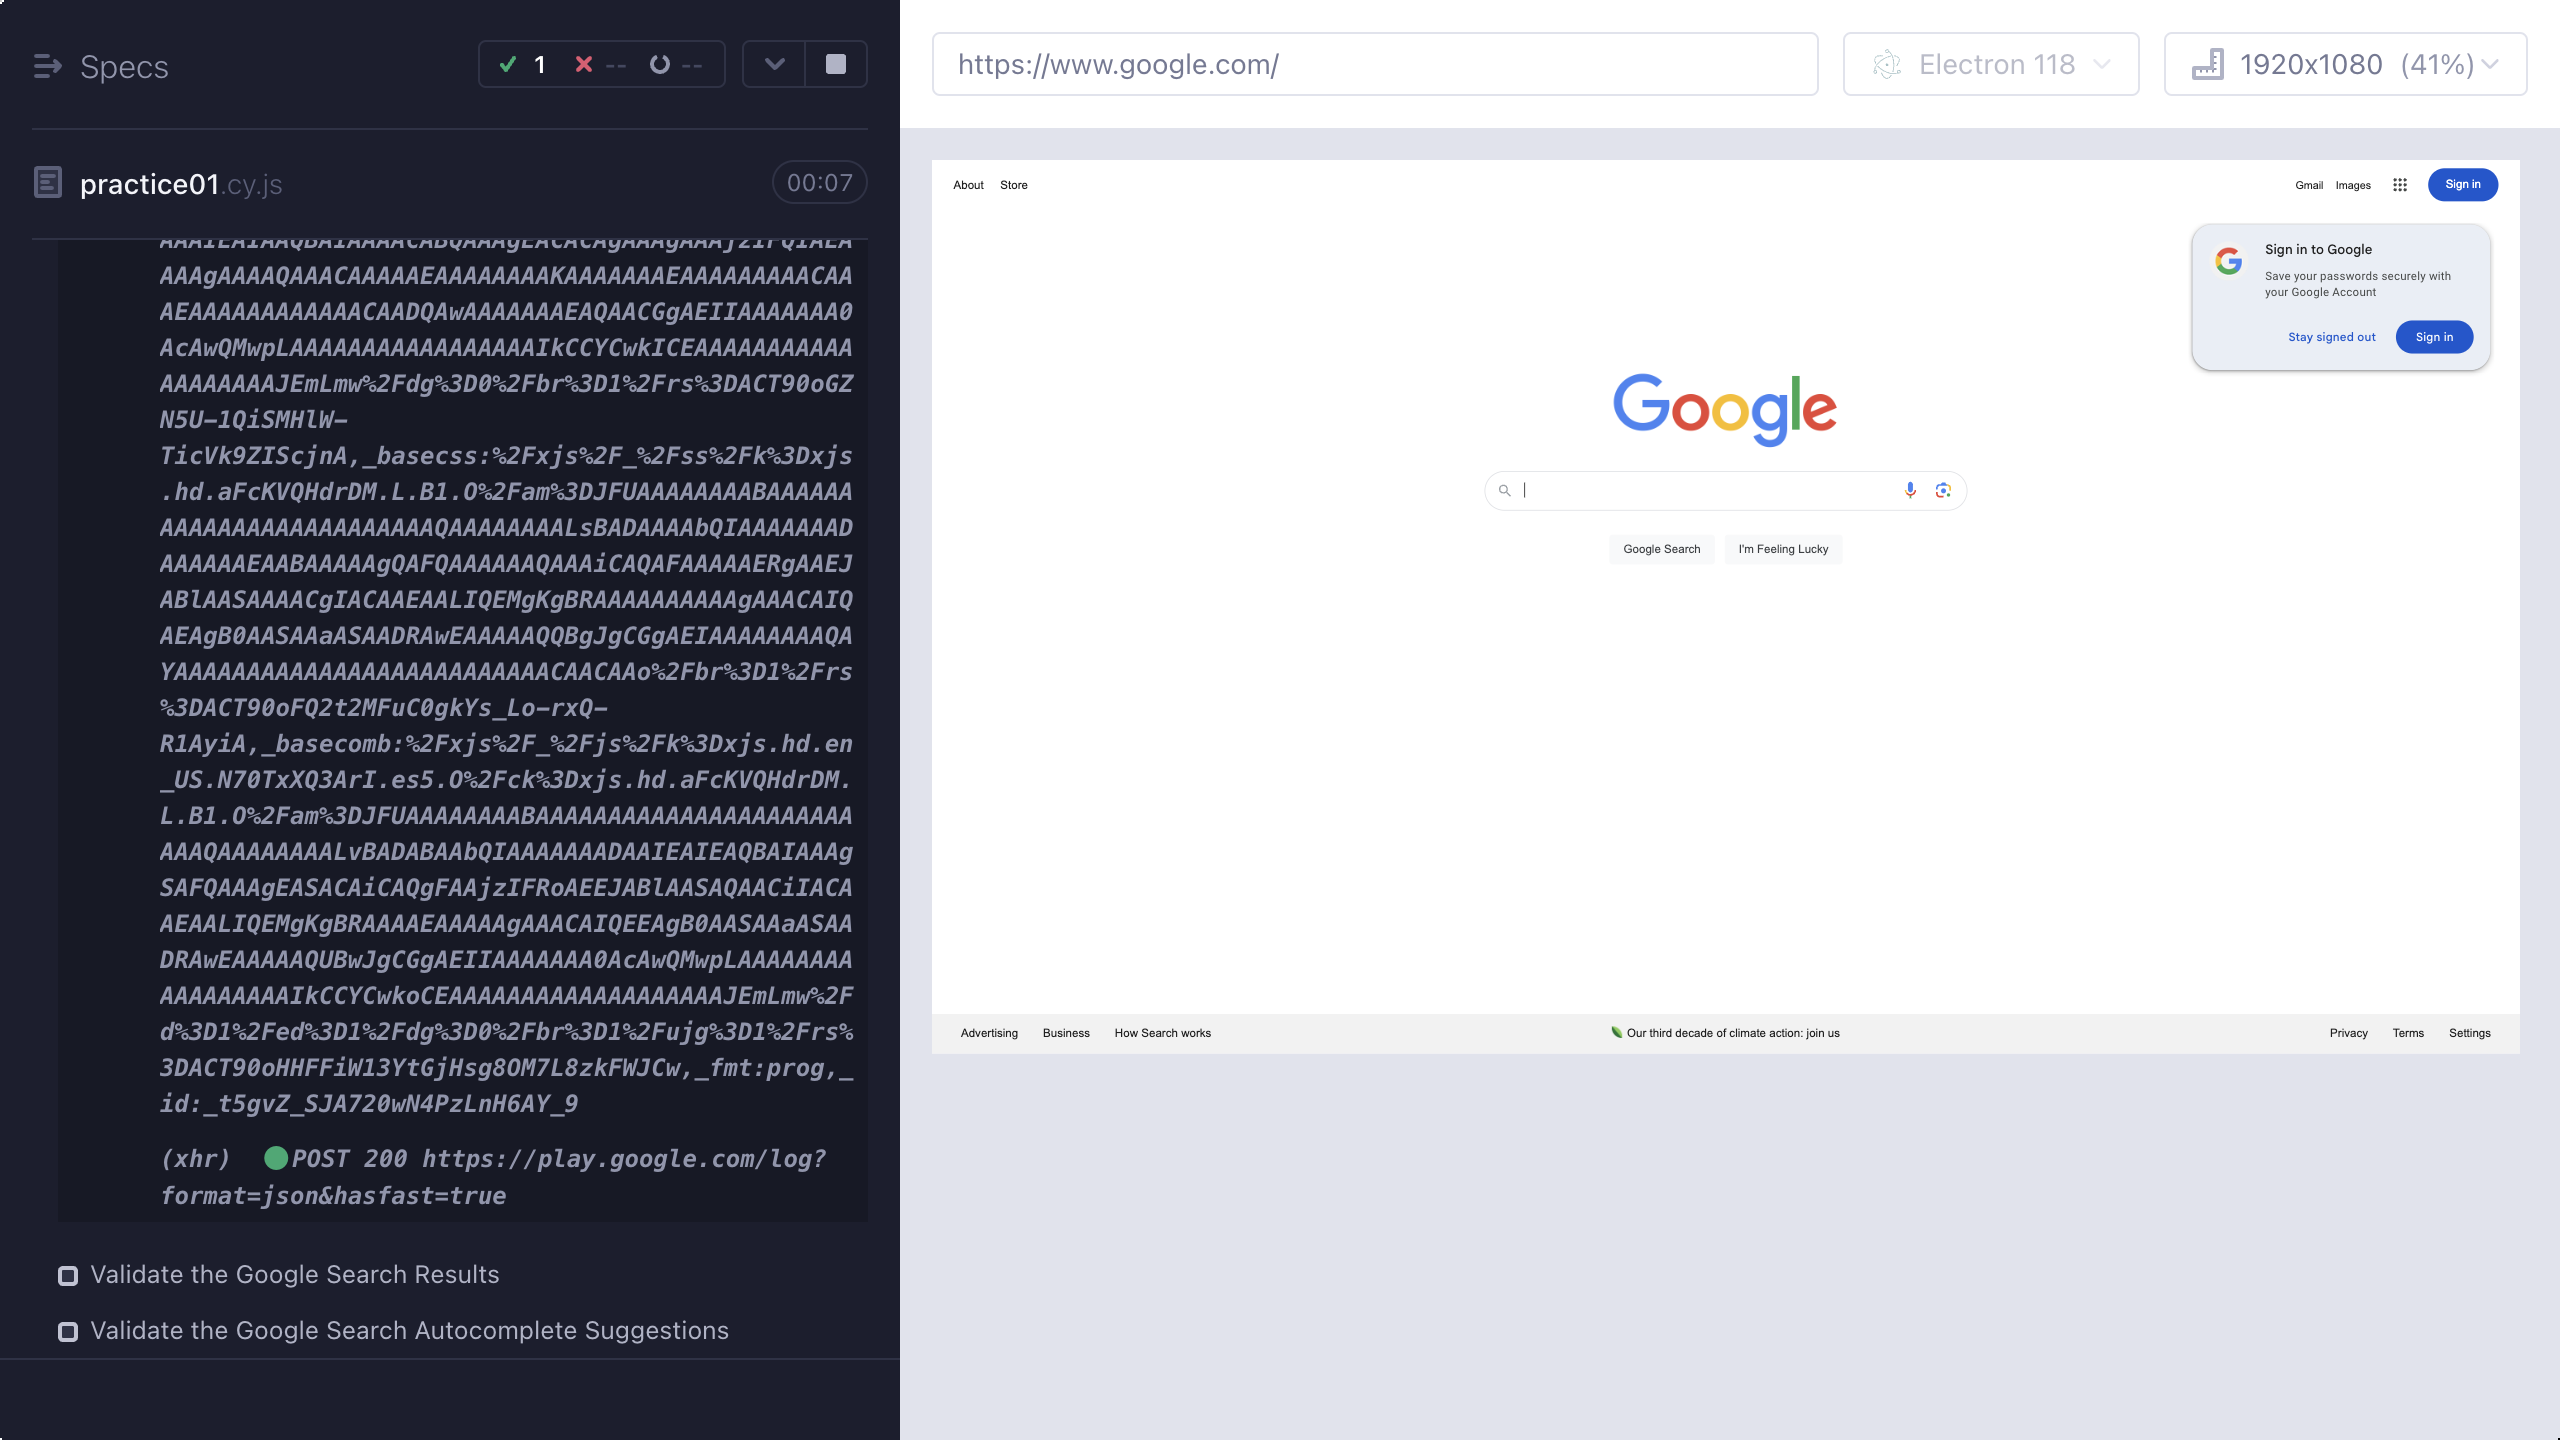 Specs
1
--
--
practice01.cy.js
00:07
AAAgAAAAQAAACAAAAAEAAAAAAAAKAAAAAAAEAAAAAAAAACAA
AEAAAAAAAAAAAACAADQAwAAAAAAAEAQAACGgAEIIAAAAAAA0
AcAwQMwpLAAAAAAAAAAAAAAAAAIkCCYCwkICEAAAAAAAAAAA
AAAAAAAAJEmLmw%2Fdg%3D0%2Fbr%3D1%2Frs%3DACT90oGZ
N5U-1QiSMHlW-
TicVk9ZIScjnA,_basecss:%2Fxjs%2F_%2Fss%2Fk%3Dxjs
.hd.aFcKVQHdrDM.L.B1.O%2Fam%3DJFUAAAAAAAABAAAAAA
AAAAAAAAAAAAAAAAAAAQAAAAAAAALsBADAAAAbQIAAAAAAAD
AAAAAAEAABAAAAAgQAFQAAAAAAQAAAiCAQAFAAAAAERgAAEJ
ABlAASAAAACgIACAAEAALIQEMgKgBRAAAAAAAAAAgAAACAIQ
AEAgB0AASAAaASAADRAwEAAAAAQQBgJgCGgAEIAAAAAAAAQA
YAAAAAAAAAAAAAAAAAAAAAAAAAACAACAAo%2Fbr%3D1%2Frs
%3DACT90oFQ2t2MFuC0gkYs_Lo-rxQ-
R1AyiA,_basecomb:%2Fxjs%2F_%2Fjs%2Fk%3Dxjs.hd.en
_US.N70TxXQ3ArI.es5.O%2Fck%3Dxjs.hd.aFcKVQHdrDM.
L.B1.O%2Fam%3DJFUAAAAAAAABAAAAAAAAAAAAAAAAAAAAAA
AAAQAAAAAAAALvBADABAAbQIAAAAAAADAAIEAIEAQBAIAAAg
SAFQAAAgEASACAiCAQgFAAjzIFRoAEEJABlAASAQAACiIACA
AEAALIQEMgKgBRAAAAEAAAAAgAAACAIQEEAgB0AASAAaASAA
DRAwEAAAAAQUBwJgCGgAEIIAAAAAAA0AcAwQMwpLAAAAAAAA
AAAAAAAAAIkCCYCwkoCEAAAAAAAAAAAAAAAAAAAJEmLmw%2F
d%3D1%2Fed%3D1%2Fdg%3D0%2Fbr%3D1%2Fujg%3D1%2Frs%
3DACT90oHHFFiW13YtGjHsg8OM7L8zkFWJCw,_fmt:prog,_
id:_t5gvZ_SJA720wN4PzLnH6AY_9
(xhr) POST 200 https://play.google.com/log?
format=json&hasfast=true
Validate the Google Search Results
Validate the Google Search Autocomplete Suggestions
https://www.google.com/
Electron 118
1920x1080 (41%)
About Store
Gmail Images Sign in
Sign in to Google
Save your passwords securely with
your Google Account
Stay signed out Sign in
Google
Google Search I'm Feeling Lucky
Advertising Business How Search works
Our third decade of climate action: join us
Privacy Terms Settings